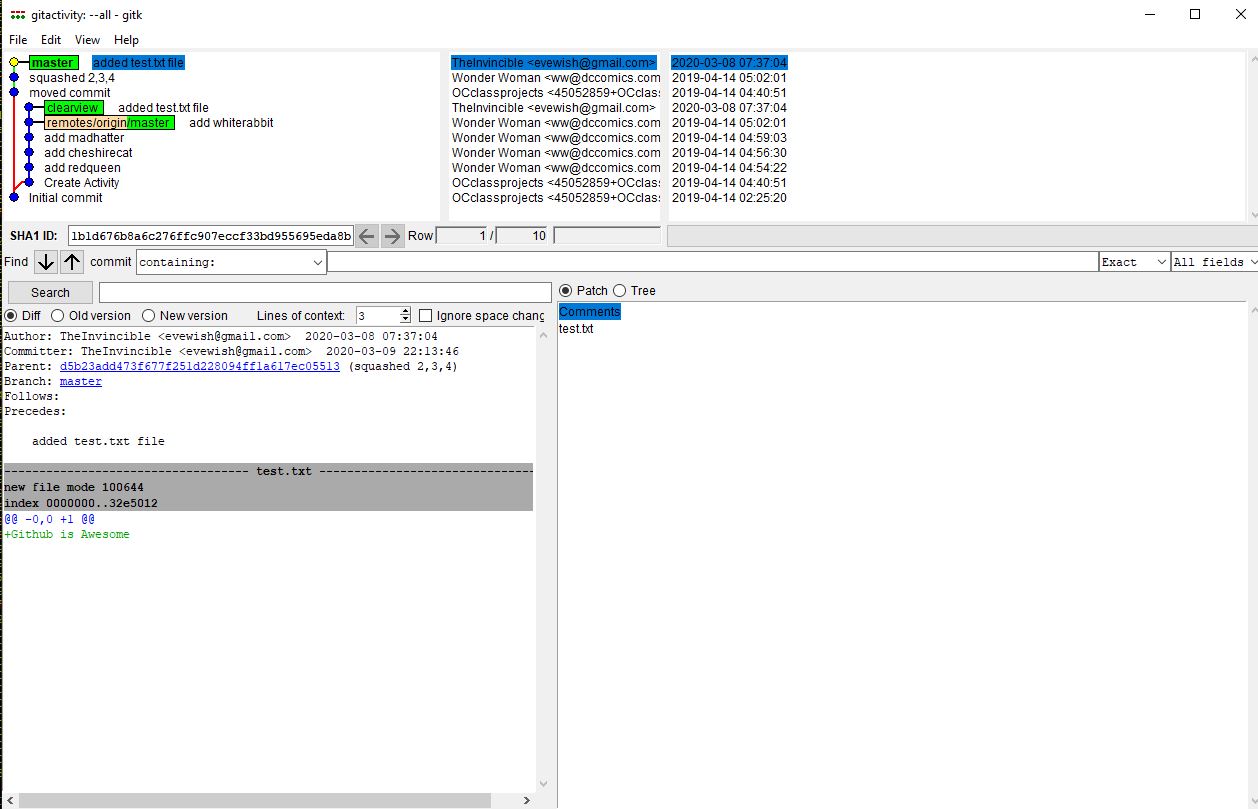 gitactivity: --all - gitk
File Edit View Help
master added test.txt file TheInvincible <evewish@gmail.com> 2020-03-08 07:37:04
squashed 2,3,4 Wonder Woman <ww@dccomics.com 2019-04-14 05:02:01
moved commit OCclassprojects <45052859+OCclas 2019-04-14 04:40:51
clearview added test.txt file TheInvincible <evewish@gmail.com> 2020-03-08 07:37:04
remotes/origin/master add whiterabbit Wonder Woman <ww@dccomics.com 2019-04-14 05:02:01
add madhatter Wonder Woman <ww@dccomics.com 2019-04-14 04:59:03
add cheshirecat Wonder Woman <ww@dccomics.com 2019-04-14 04:56:30
add redqueen Wonder Woman <ww@dccomics.com 2019-04-14 04:54:22
Create Activity OCclassprojects <45052859+OCclas 2019-04-14 04:40:51
Initial commit OCclassprojects <45052859+OCclas 2019-04-14 02:25:20
SHA1 ID: 1b1d676b8a6c276ffc907eccf33bd955695eda8b Row 1 / 10
Find commit containing: Exact All fields
Search Patch Tree
Diff Old version New version Lines of context: 3 Ignore space chang
Comments
test.txt
Author: TheInvincible <evewish@gmail.com> 2020-03-08 07:37:04
Committer: TheInvincible <evewish@gmail.com> 2020-03-09 22:13:46
Parent: d5b23add473f677f251d228094ff1a617ec05513 (squashed 2,3,4)
Branch: master
Follows:
Precedes:
added test.txt file
----------------------------------- test.txt -----------------------------------
new file mode 100644
index 0000000..32e5012
@@ -0,0 +1 @@
+Github is Awesome